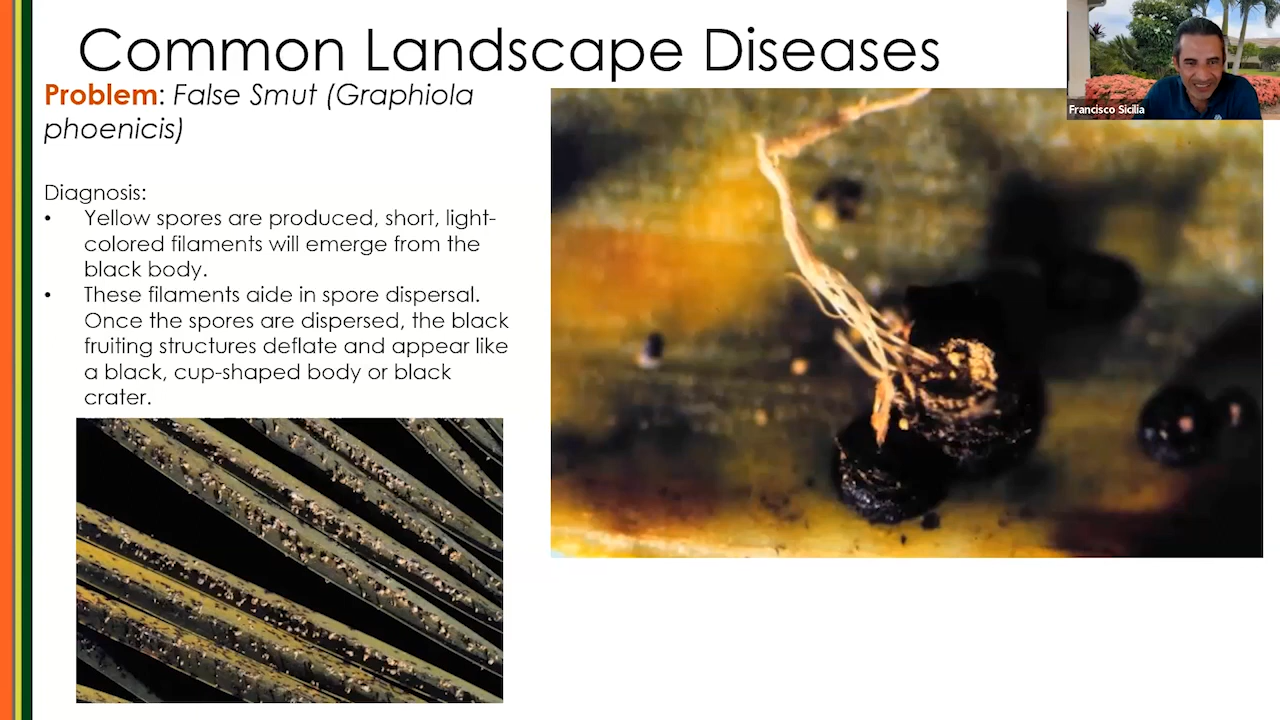 Common Landscape Diseases
Problem: False Smut (Graphiola
phoenicis)
Francisco Sicilia
Diagnosis:
• Yellow spores are produced, short, light-
colored filaments will emerge from the
black body.
• These filaments aide in spore dispersal.
Once the spores are dispersed, the black
fruiting structures deflate and appear like
a black, cup-shaped body or black
crater.